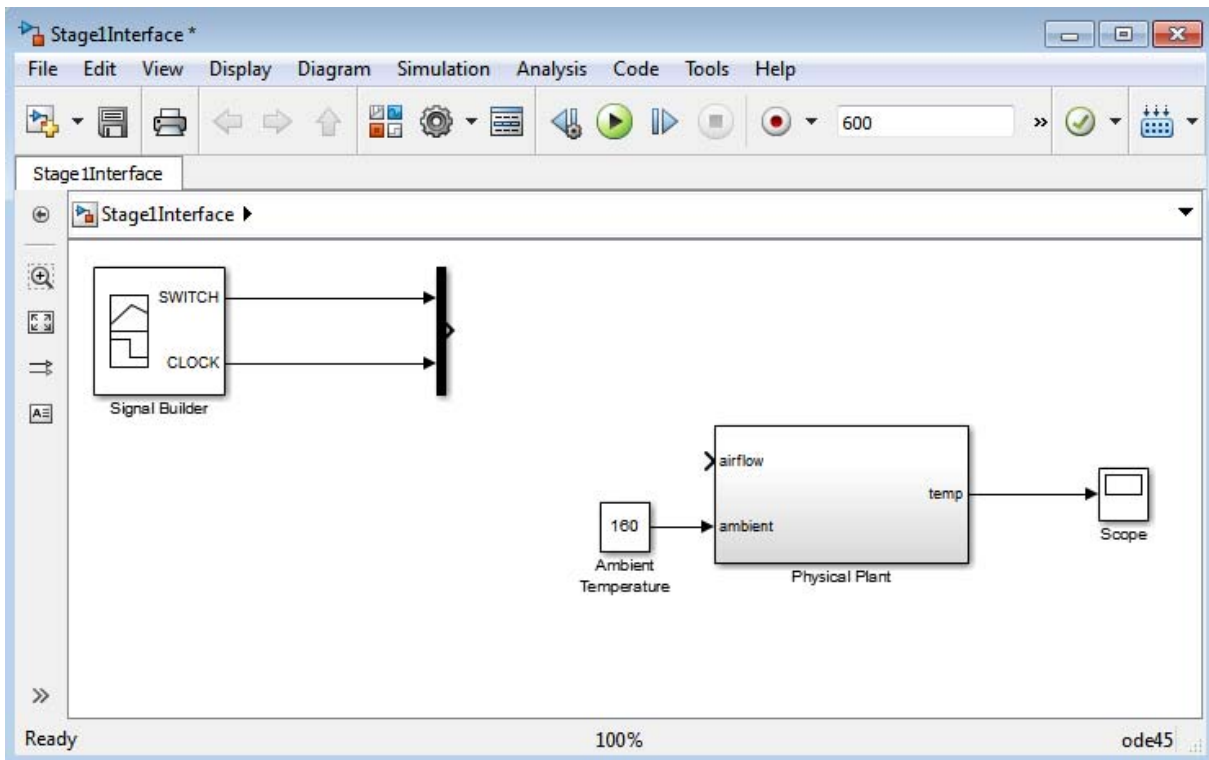 Stage1Interface *
File Edit View Display Diagram Simulation Analysis Code Tools Help
600 »
Stage1Interface
Stage1Interface
SWITCH
CLOCK
Signal Builder
airflow
temp
160
ambient
Ambient
Temperature
Physical Plant
Scope
A
»
Ready 100% ode45